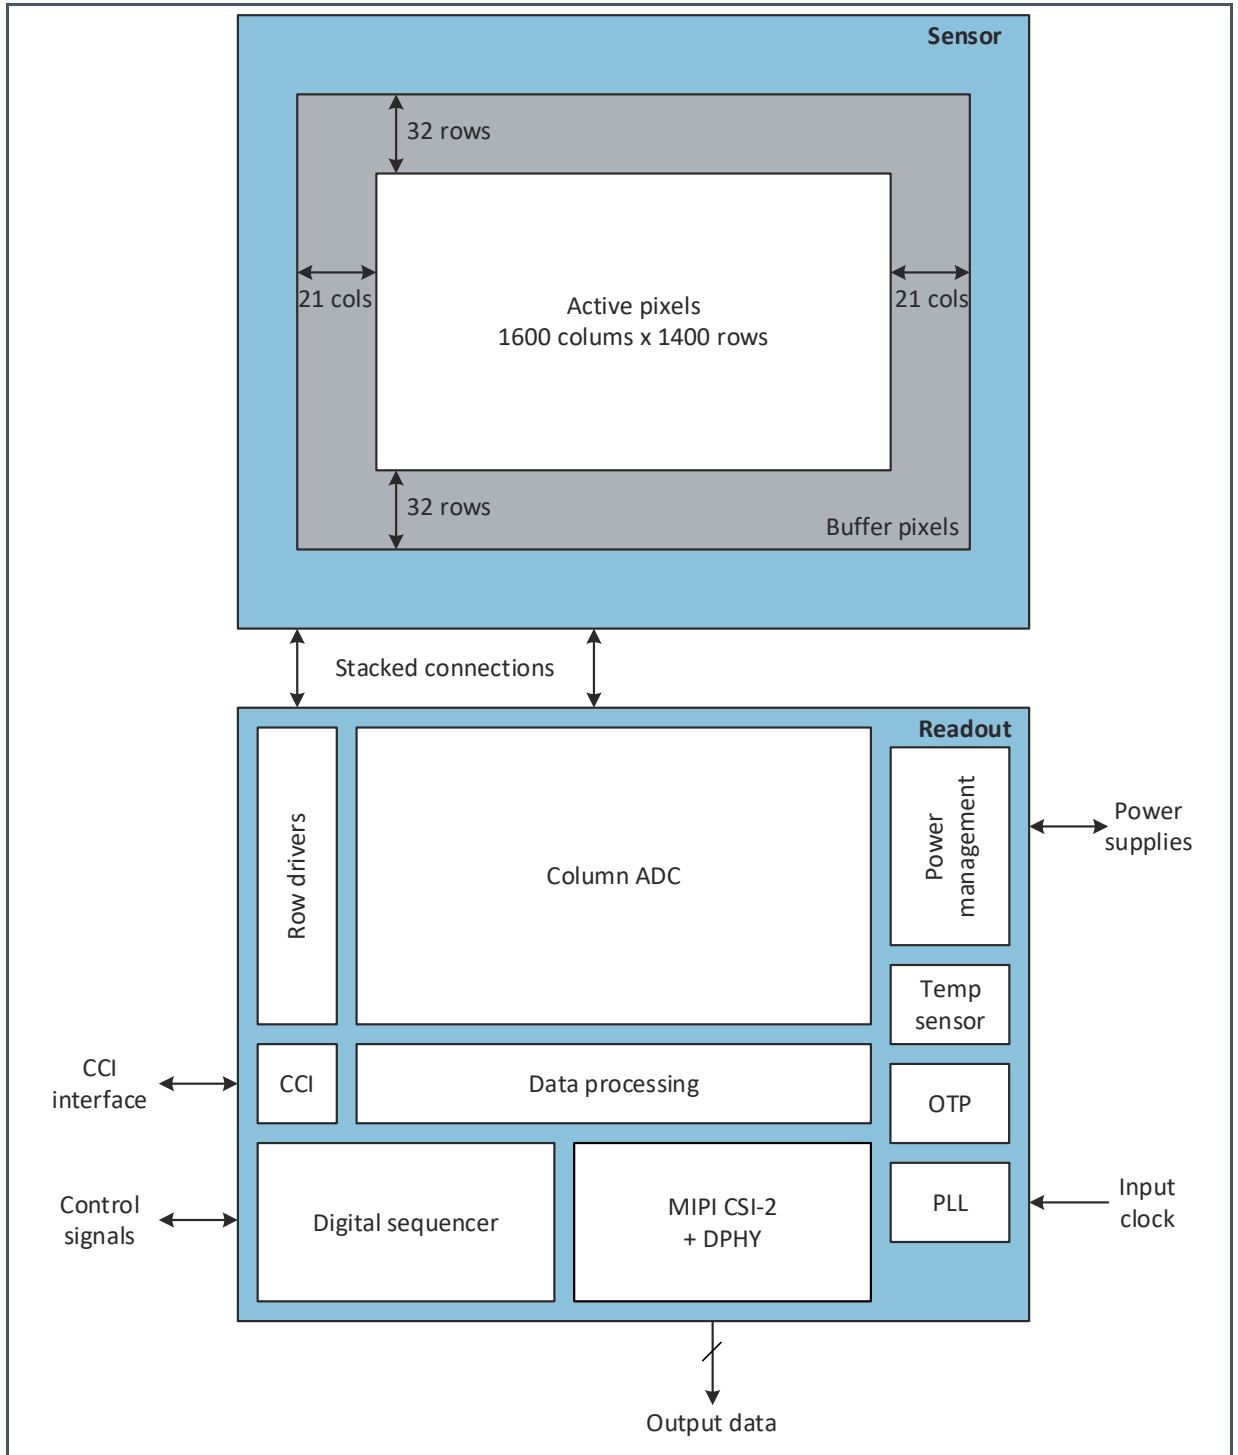 Sensor
32 rows
21 cols
21 cols
Active pixels
1600 colums x 1400 rows
32 rows
Buffer pixels
Stacked connections
Readout
Row drivers
Column ADC
Power
management
Power
supplies
Temp
sensor
CCI
interface
CCI
Data processing
OTP
Control
signals
Digital sequencer
MIPI CSI-2
+ DPHY
PLL
Input
clock
Output data